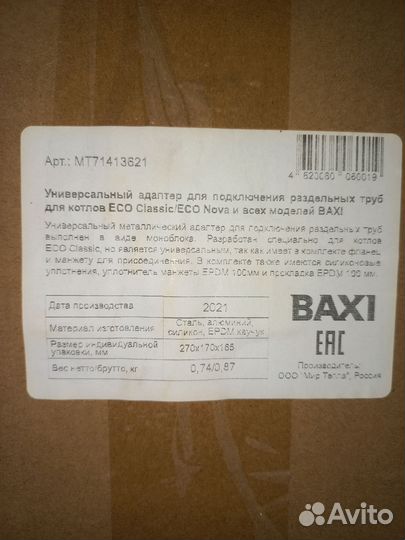 Арт.: MT71413621
4 620060 060019
Универсальный адаптер для подключения раздельных труб
для котлов ECO Classic/ECO Nova и всех моделей BAXI
Универсальный металлический адаптер для подключения раздельных труб
выполнен в виде моноблока. Разработан специально для котлов
ECO Classic, но является универсальным, так как имеет в комплекте фланец
и манжету для присоединения. В комплекте также имеются силиконовые
уплотнения, уплотнитель манжеты EPDM 100мм и прокладка EPDM 100 мм.
Дата производства 2021
Материал изготовления Сталь, алюминий, силикон, EPDM каучук
Размер индивидуальной упаковки, мм 270x170x165
Вес нетто/брутто, кг 0,74/0,87
BAXI
EAC
Производитель:
ООО "Мир Тепла", Россия
Avito